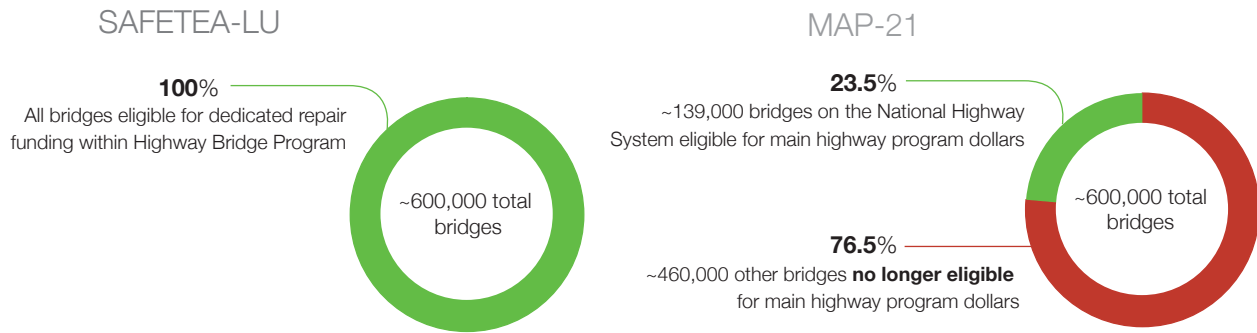 SAFETEA-LU
100%
All bridges eligible for dedicated repair
funding within Highway Bridge Program
~600,000 total
bridges
MAP-21
23.5%
~139,000 bridges on the National Highway
System eligible for main highway program dollars
~600,000 total
bridges
76.5%
~460,000 other bridges no longer eligible
for main highway program dollars